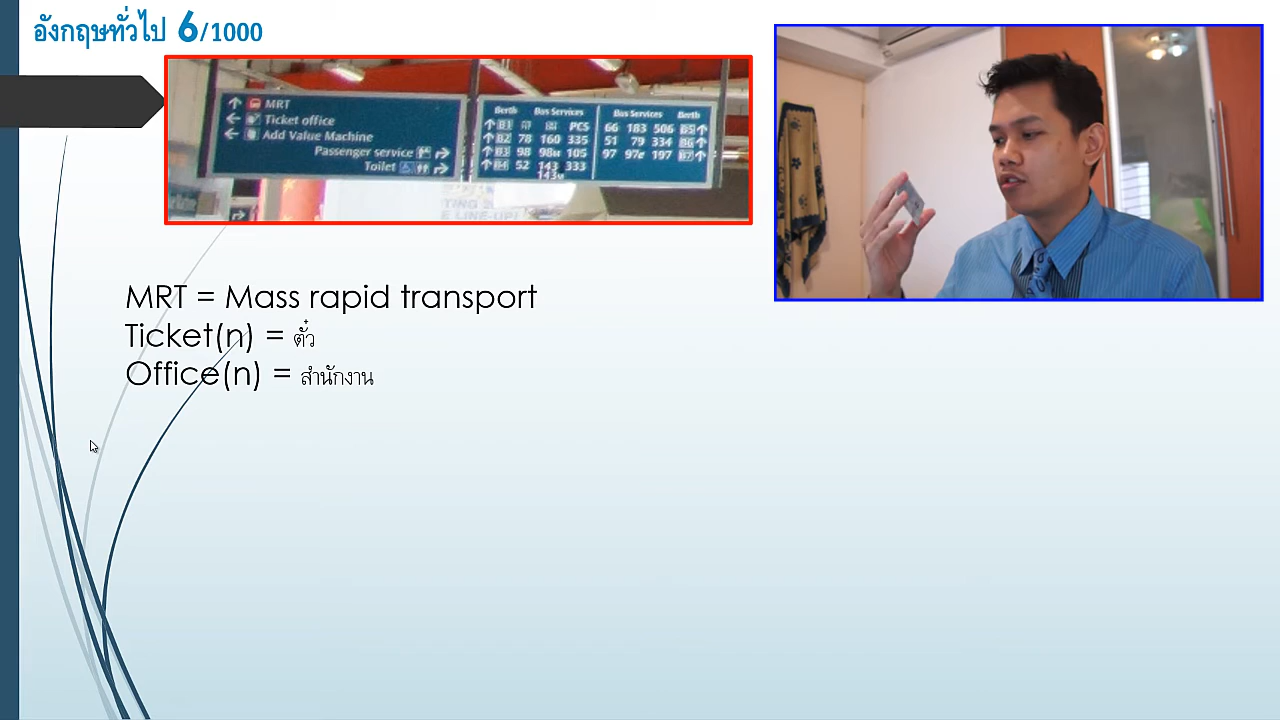 อังกฤษทั่วไป 6/1000
MRT
Ticket office
Add Value Machine
Passenger service
Toilet
Berth Bus Services
B1 PCS
B2 78 160 335
B3 98 98M 105
B4 52 143 333
143M
Bus Services Berth
66 183 506 B5
51 79 334 B6
97 97e 197 B7
MRT = Mass rapid transport
Ticket(n) = ตั๋ว
Office(n) = สำนักงาน